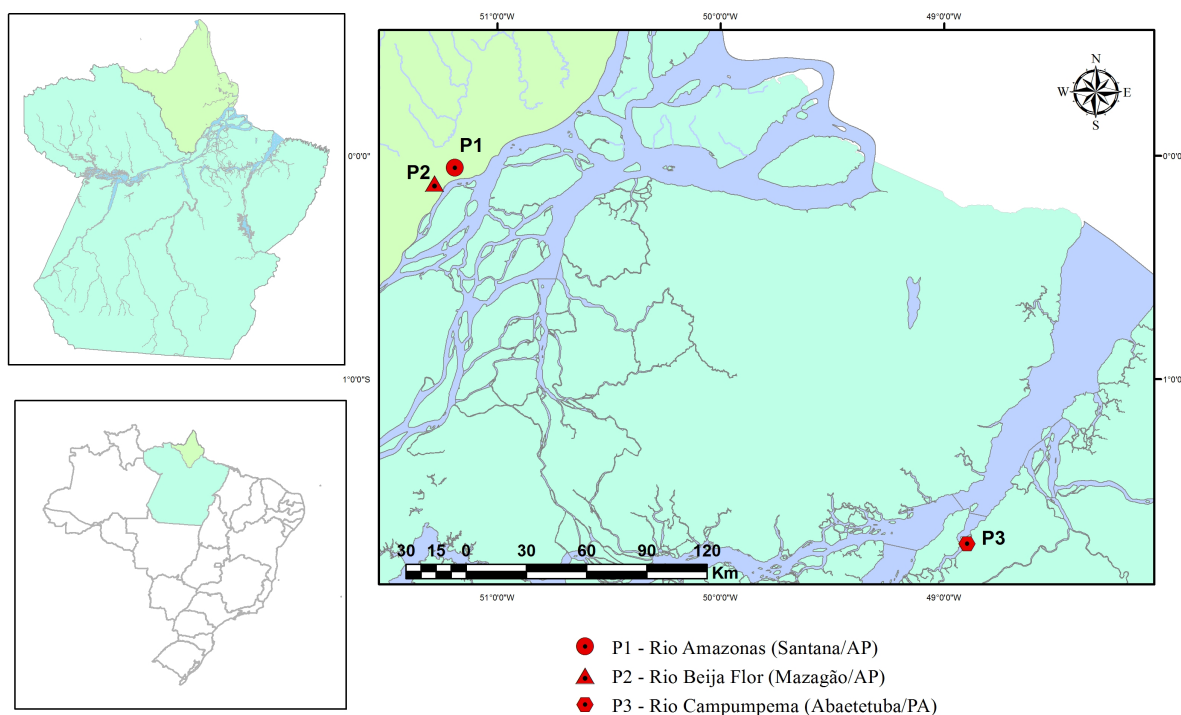 51°0'0"W 50°0'0"W 49°0'0"W
N
W E
S
0°0'0" 0°0'0"
P1
P2
1°0'0"S 1°0'0"S
P3
30 15 0 30 60 90 120
Km
51°0'0"W 50°0'0"W 49°0'0"W
P1 - Rio Amazonas (Santana/AP)
P2 - Rio Beija Flor (Mazagão/AP)
P3 - Rio Campumpema (Abaetetuba/PA)